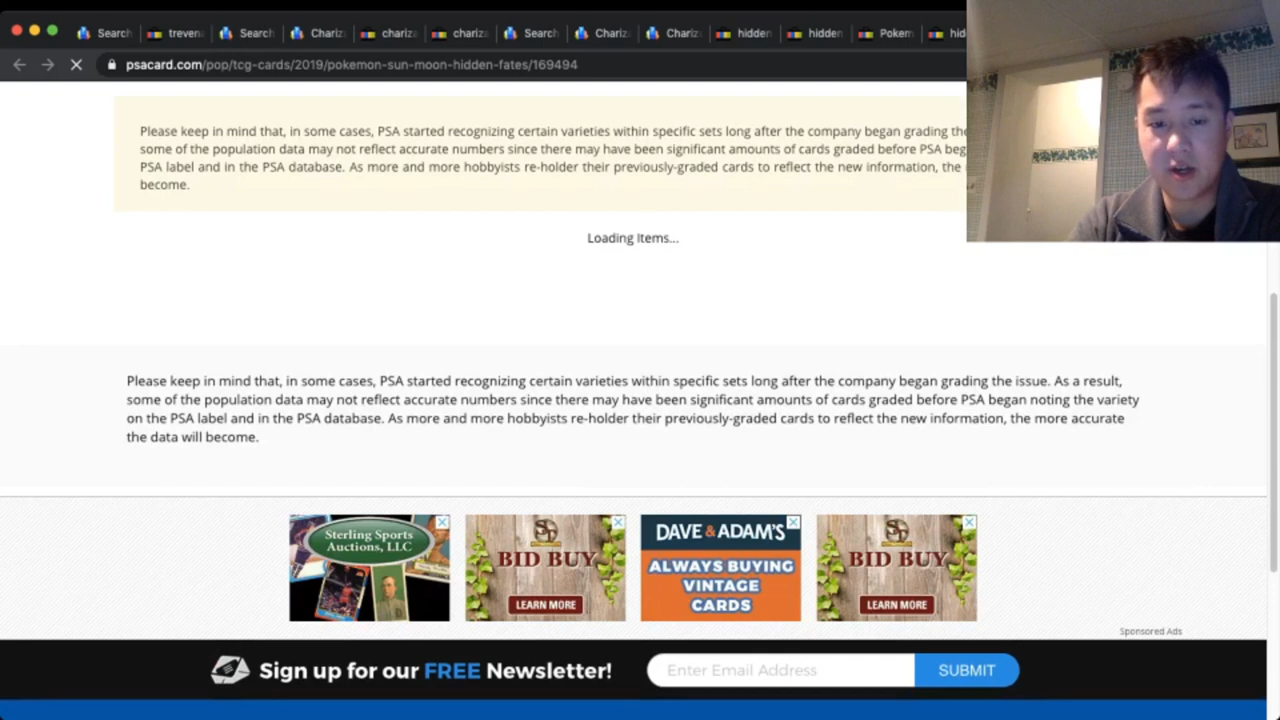 Search
treven
Search
Chariz
chariza
chariza
Search
Chariz
Chariz
hidden
hidden
Pokem
hid
psacard.com/pop/tcg-cards/2019/pokemon-sun-moon-hidden-fates/169494
Please keep in mind that, in some cases, PSA started recognizing certain varieties within specific sets long after the company began grading the
some of the population data may not reflect accurate numbers since there may have been significant amounts of cards graded before PSA beg
PSA label and in the PSA database. As more and more hobbyists re-holder their previously-graded cards to reflect the new information, the
become.
Loading Items...
Please keep in mind that, in some cases, PSA started recognizing certain varieties within specific sets long after the company began grading the issue. As a result,
some of the population data may not reflect accurate numbers since there may have been significant amounts of cards graded before PSA began noting the variety
on the PSA label and in the PSA database. As more and more hobbyists re-holder their previously-graded cards to reflect the new information, the more accurate
the data will become.
Sterling Sports
Auctions, LLC
BID BUY
LEARN MORE
DAVE & ADAM'S
ALWAYS BUYING
VINTAGE
CARDS
BID BUY
LEARN MORE
Sponsored Ads
Sign up for our FREE Newsletter!
Enter Email Address
SUBMIT